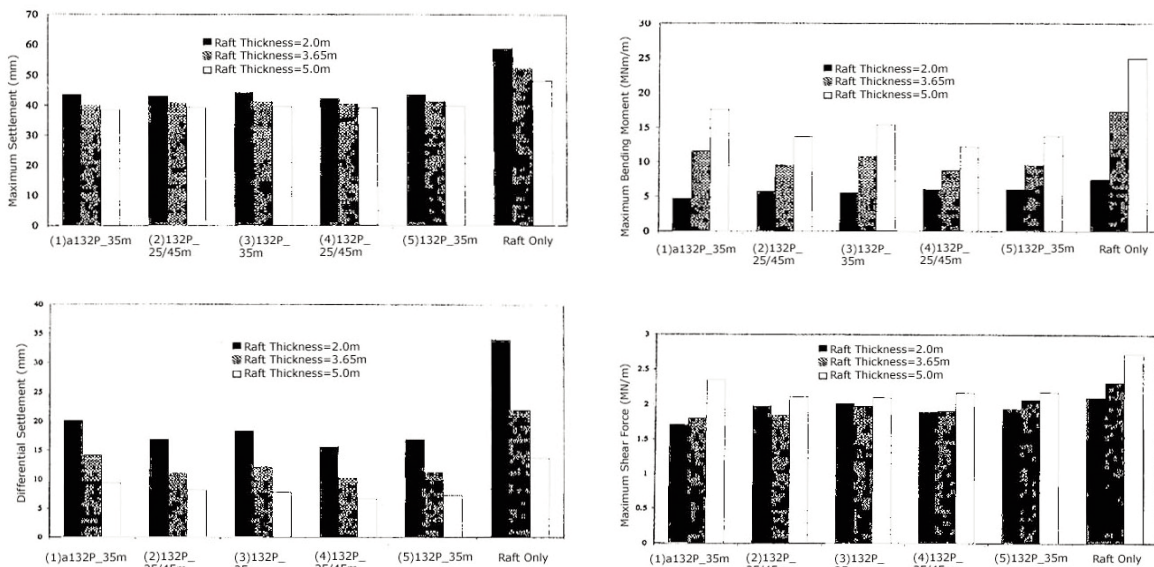 70
60
50
40
30
20
10
0
Maximum Settlement (mm)
Raft Thickness=2.0m
Raft Thickness=3.65m
Raft Thickness=5.0m
(1)a132P_35m
(2)132P_
25/45m
(3)132P_
35m
(4)132P_
25/45m
(5)132P_35m
Raft Only
30
25
20
15
10
5
0
Maximum Bending Moment (MNm/m)
Raft Thickness=2.0m
Raft Thickness=3.65m
Raft Thickness=5.0m
(1)a132P_35m
(2)132P_
25/45m
(3)132P_
35m
(4)132P_
25/45m
(5)132P_35m
Raft Only
40
35
30
25
20
15
10
5
0
Differential Settlement (mm)
Raft Thickness=2.0m
Raft Thickness=3.65m
Raft Thickness=5.0m
(1)a132P_35m
(2)132P_
(3)132P_
(4)132P_
(5)132P_35m
Raft Only
3
2.5
2
1.5
1
0.5
0
Maximum Shear Force (MN/m)
Raft Thickness=2.0m
Raft Thickness=3.65m
Raft Thickness=5.0m
(1)a132P_35m
(2)132P_
(3)132P_
(4)132P_
(5)132P_35m
Raft Only